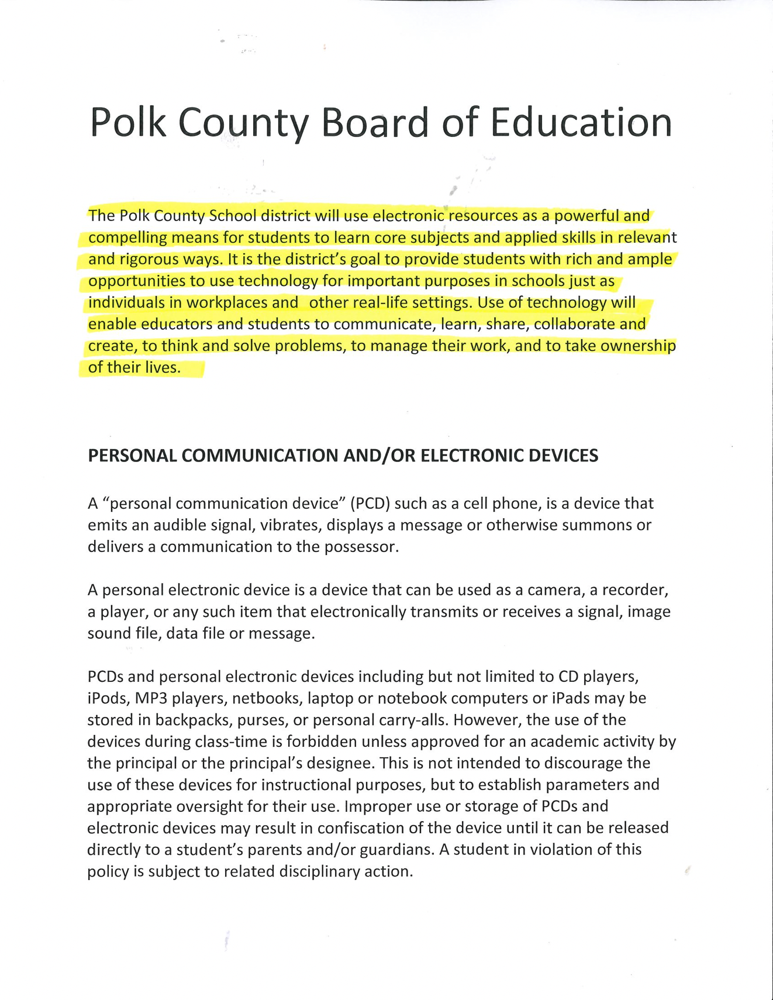 Polk County Board of Education
The Polk County School district will use electronic resources as a powerful and
compelling means for students to learn core subjects and applied skills in relevant
and rigorous ways. It is the district’s goal to provide students with rich and ample
opportunities to use technology for important purposes in schools just as
individuals in workplaces and other real-life settings. Use of technology will
enable educators and students to communicate, learn, share, collaborate and
create, to think and solve problems, to manage their work, and to take ownership
of their lives.
PERSONAL COMMUNICATION AND/OR ELECTRONIC DEVICES
A “personal communication device” (PCD) such as a cell phone, is a device that
emits an audible signal, vibrates, displays a message or otherwise summons or
delivers a communication to the possessor.
A personal electronic device is a device that can be used as a camera, a recorder,
a player, or any such item that electronically transmits or receives a signal, image
sound file, data file or message.
PCDs and personal electronic devices including but not limited to CD players,
iPods, MP3 players, netbooks, laptop or notebook computers or iPads may be
stored in backpacks, purses, or personal carry-alls. However, the use of the
devices during class-time is forbidden unless approved for an academic activity by
the principal or the principal’s designee. This is not intended to discourage the
use of these devices for instructional purposes, but to establish parameters and
appropriate oversight for their use. Improper use or storage of PCDs and
electronic devices may result in confiscation of the device until it can be released
directly to a student’s parents and/or guardians. A student in violation of this
policy is subject to related disciplinary action.